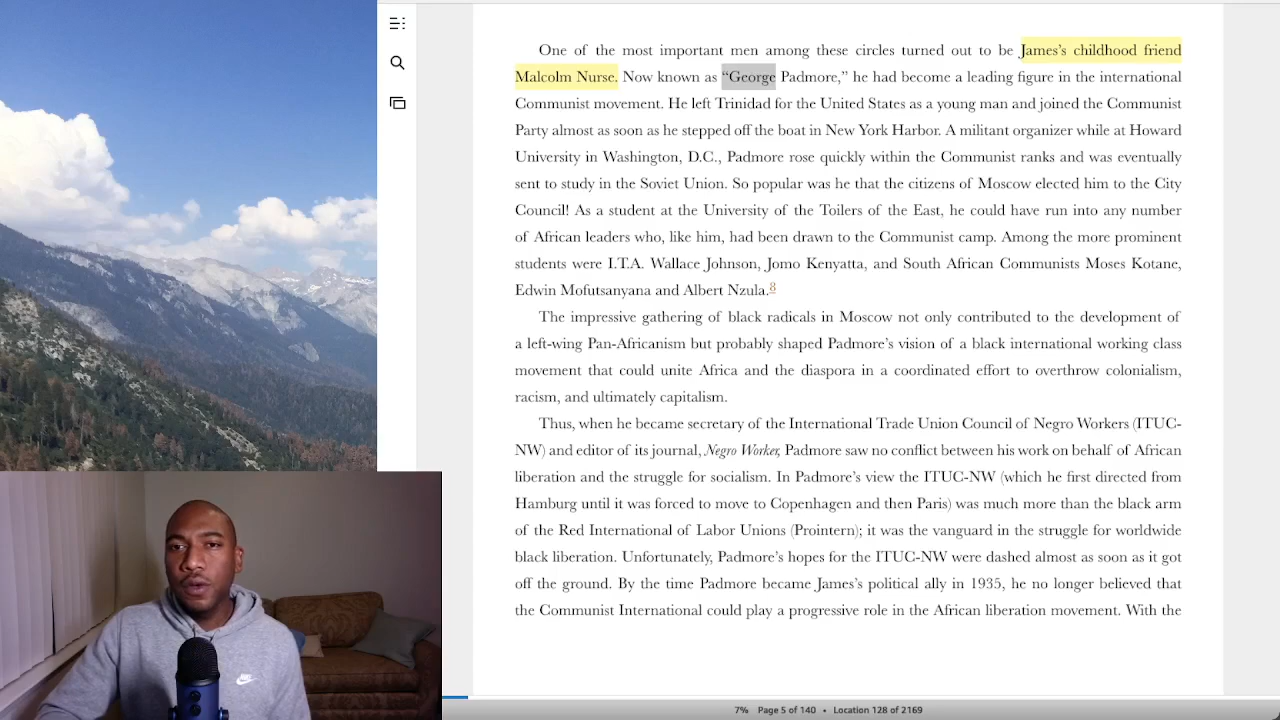 One of the most important men among these circles turned out to be James’s childhood friend
Malcolm Nurse. Now known as “George Padmore,” he had become a leading figure in the international
Communist movement. He left Trinidad for the United States as a young man and joined the Communist
Party almost as soon as he stepped off the boat in New York Harbor. A militant organizer while at Howard
University in Washington, D.C., Padmore rose quickly within the Communist ranks and was eventually
sent to study in the Soviet Union. So popular was he that the citizens of Moscow elected him to the City
Council! As a student at the University of the Toilers of the East, he could have run into any number
of African leaders who, like him, had been drawn to the Communist camp. Among the more prominent
students were I.T.A. Wallace Johnson, Jomo Kenyatta, and South African Communists Moses Kotane,
Edwin Mofutsanyana and Albert Nzula.8
The impressive gathering of black radicals in Moscow not only contributed to the development of
a left-wing Pan-Africanism but probably shaped Padmore’s vision of a black international working class
movement that could unite Africa and the diaspora in a coordinated effort to overthrow colonialism,
racism, and ultimately capitalism.
Thus, when he became secretary of the International Trade Union Council of Negro Workers (ITUC-
NW) and editor of its journal, Negro Worker, Padmore saw no conflict between his work on behalf of African
liberation and the struggle for socialism. In Padmore’s view the ITUC-NW (which he first directed from
Hamburg until it was forced to move to Copenhagen and then Paris) was much more than the black arm
of the Red International of Labor Unions (Prointern); it was the vanguard in the struggle for worldwide
black liberation. Unfortunately, Padmore’s hopes for the ITUC-NW were dashed almost as soon as it got
off the ground. By the time Padmore became James’s political ally in 1935, he no longer believed that
the Communist International could play a progressive role in the African liberation movement. With the
7% Page 5 of 140 • Location 128 of 2169